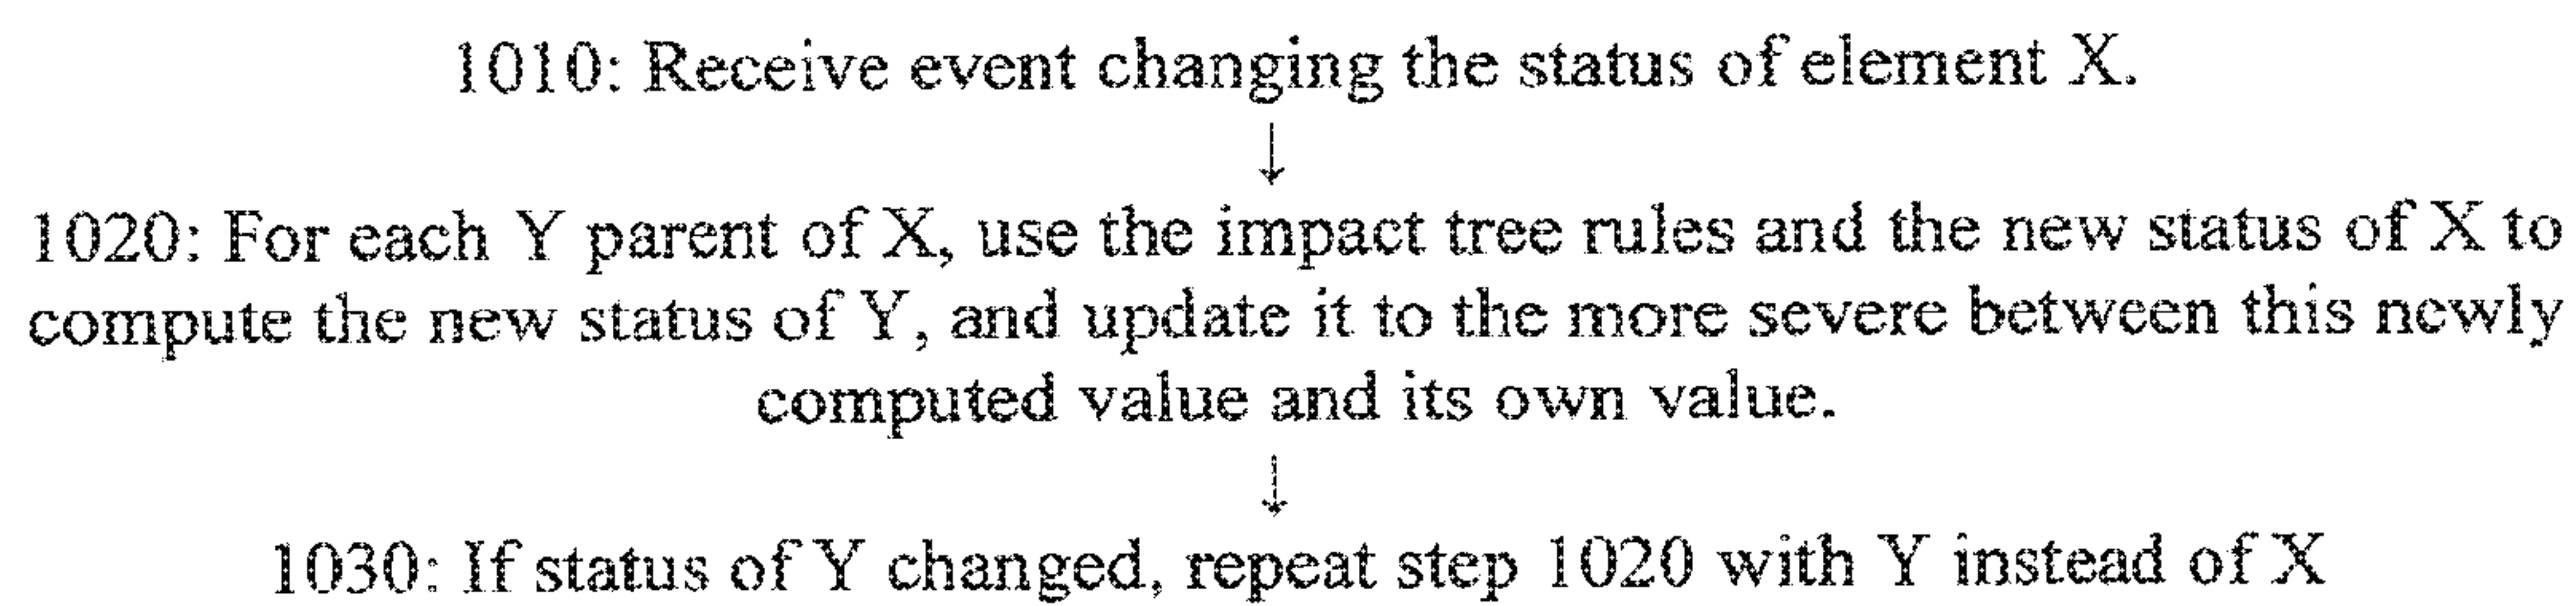 1010: Receive event changing the status of element X.
↓
1020: For each Y parent of X, use the impact tree rules and the new status of X to
compute the new status of Y, and update it to the more severe between this newly
computed value and its own value.
↓
1030: If status of Y changed, repeat step 1020 with Y instead of X